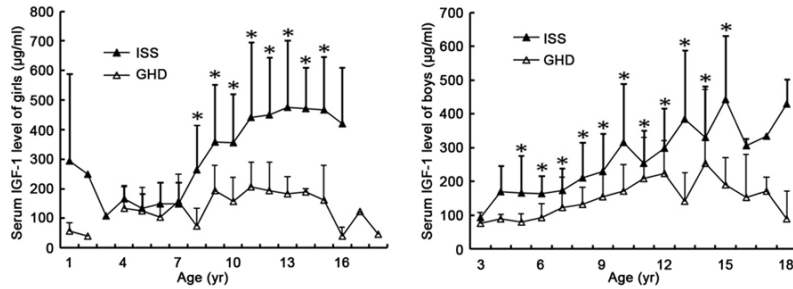 800
700
600
500
400
300
200
100
0
Serum IGF-1 level of girls (µg/ml)
ISS
GHD
* * * * * * * *
1 4 7 10 13 16
Age (yr)
700
600
500
400
300
200
100
0
Serum IGF-1 level of boys (µg/ml)
ISS
GHD
* * * * * * * * * * *
3 6 9 12 15 18
Age (yr)